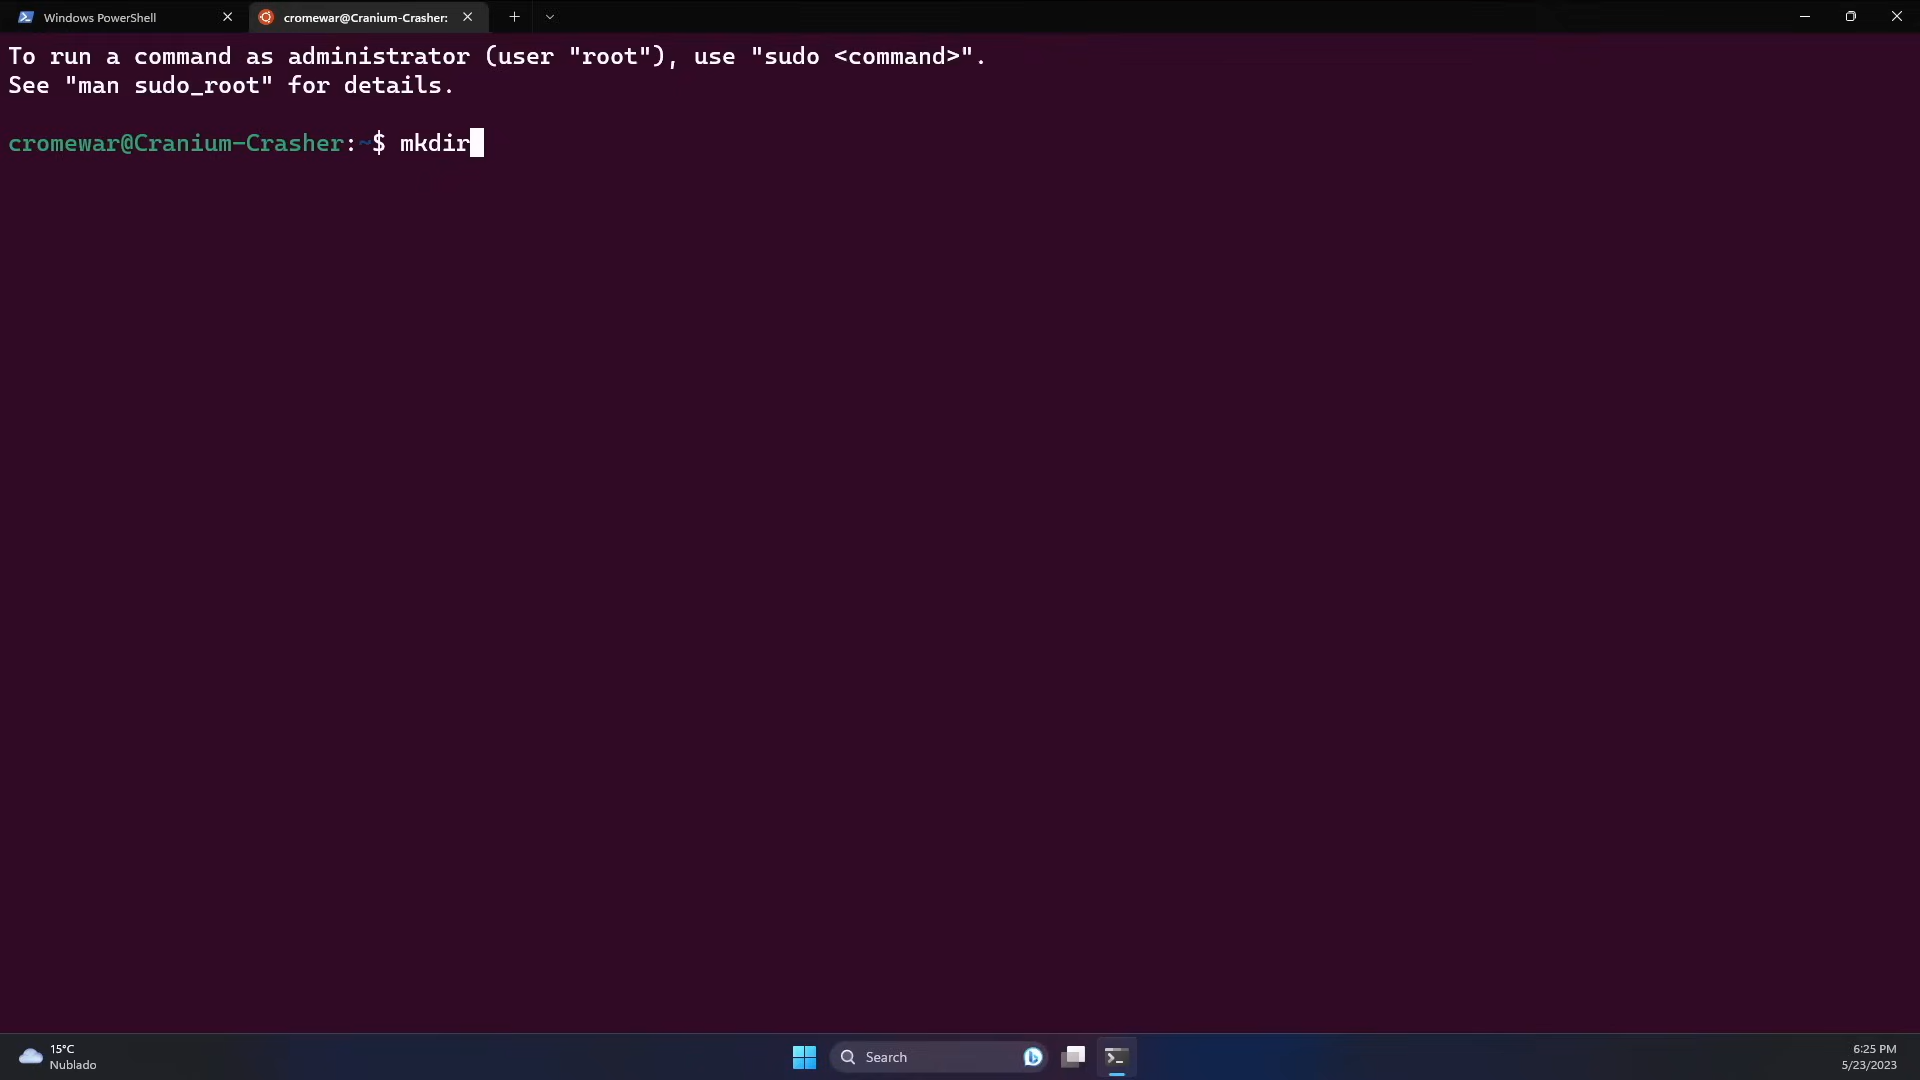 Windows PowerShell
cromewar@Cranium-Crasher:
To run a command as administrator (user "root"), use "sudo <command>".
See "man sudo_root" for details.
cromewar@Cranium-Crasher:~$ mkdir
15°C
Nublado
Search
6:25 PM
5/23/2023